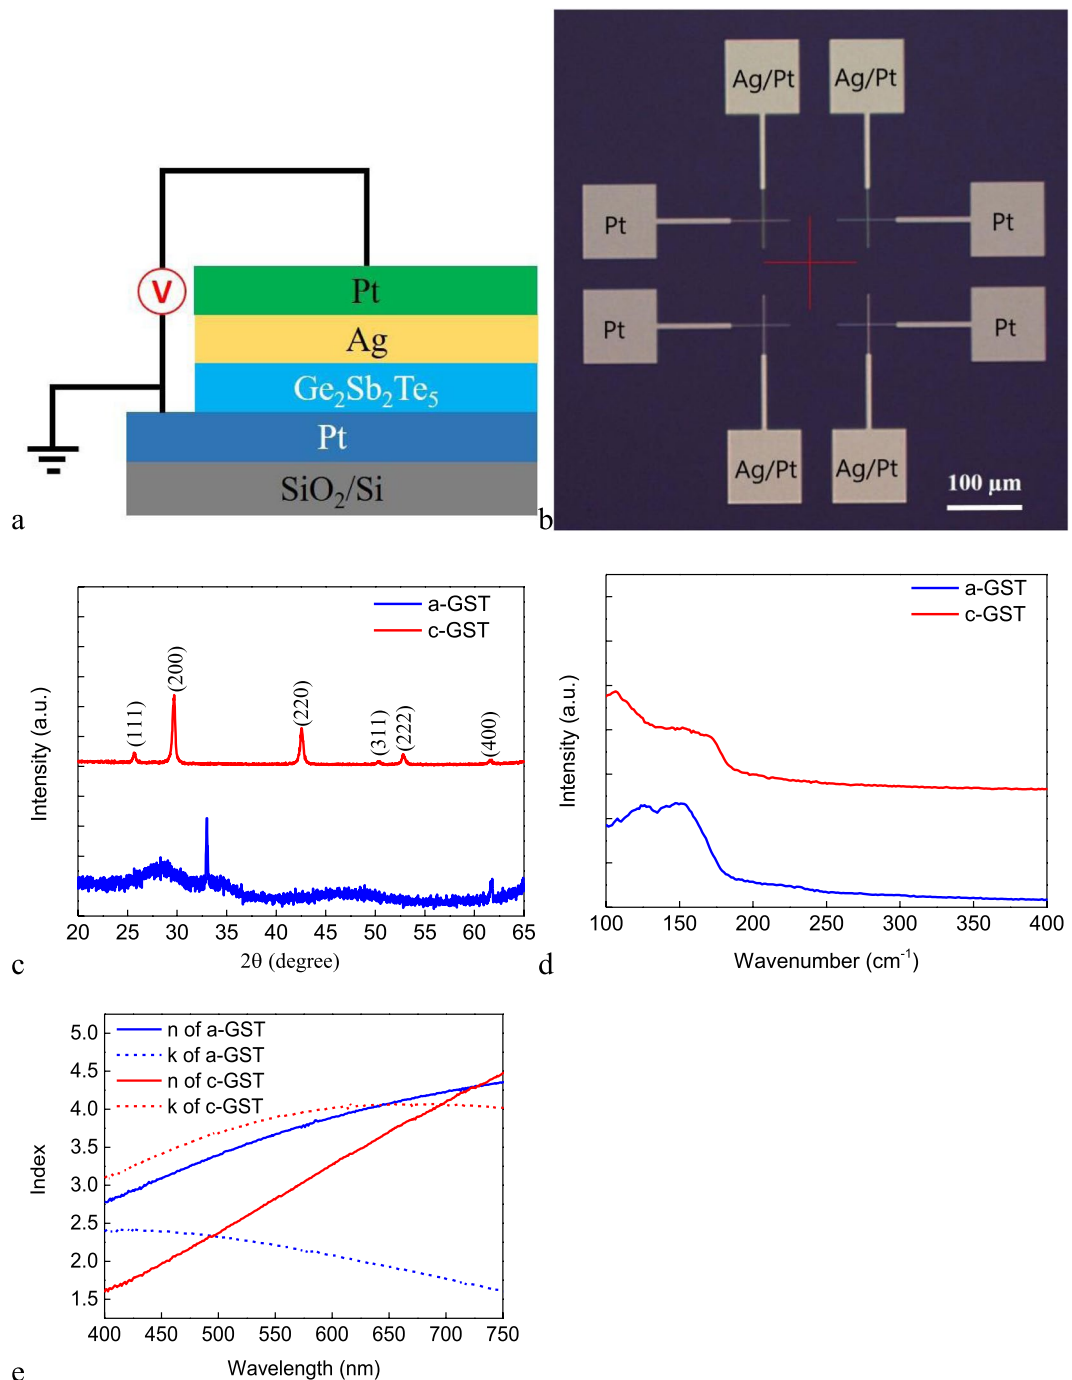 V
Pt
Ag
Ge2Sb2Te5
Pt
SiO2/Si
a
Ag/Pt
Ag/Pt
Pt
Pt
Pt
Pt
Ag/Pt
Ag/Pt
100 μm
b
a-GST
c-GST
(111)
(200)
(220)
(311)
(222)
(400)
Intensity (a.u.)
20 25 30 35 40 45 50 55 60 65
2θ (degree)
c
a-GST
c-GST
Intensity (a.u.)
100 150 200 250 300 350 400
Wavenumber (cm-1)
d
n of a-GST
k of a-GST
n of c-GST
k of c-GST
5.0
4.5
4.0
3.5
3.0
2.5
2.0
1.5
Index
400 450 500 550 600 650 700 750
Wavelength (nm)
e